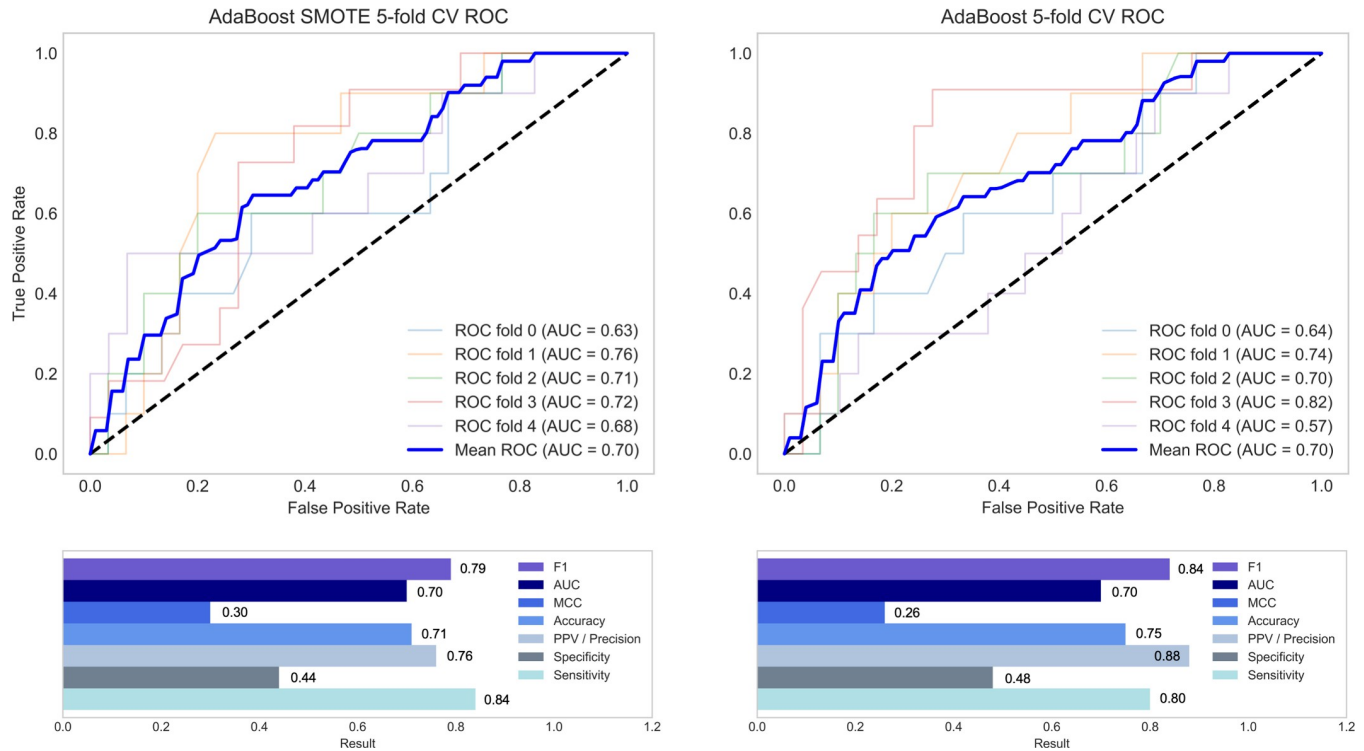 AdaBoost SMOTE 5-fold CV ROC
1.0
0.8
0.6
0.4
0.2
0.0
True Positive Rate
ROC fold 0 (AUC = 0.63)
ROC fold 1 (AUC = 0.76)
ROC fold 2 (AUC = 0.71)
ROC fold 3 (AUC = 0.72)
ROC fold 4 (AUC = 0.68)
Mean ROC (AUC = 0.70)
0.0 0.2 0.4 0.6 0.8 1.0
False Positive Rate
AdaBoost 5-fold CV ROC
1.0
0.8
0.6
0.4
0.2
0.0
ROC fold 0 (AUC = 0.64)
ROC fold 1 (AUC = 0.74)
ROC fold 2 (AUC = 0.70)
ROC fold 3 (AUC = 0.82)
ROC fold 4 (AUC = 0.57)
Mean ROC (AUC = 0.70)
0.0 0.2 0.4 0.6 0.8 1.0
False Positive Rate
0.79 F1
0.70 AUC
0.30 MCC
0.71 Accuracy
0.76 PPV / Precision
0.44 Specificity
0.84 Sensitivity
0.0 0.2 0.4 0.6 0.8 1.0 1.2
Result
0.84 F1
0.70 AUC
0.26 MCC
0.75 Accuracy
0.88 PPV / Precision
0.48 Specificity
0.80 Sensitivity
0.0 0.2 0.4 0.6 0.8 1.0 1.2
Result